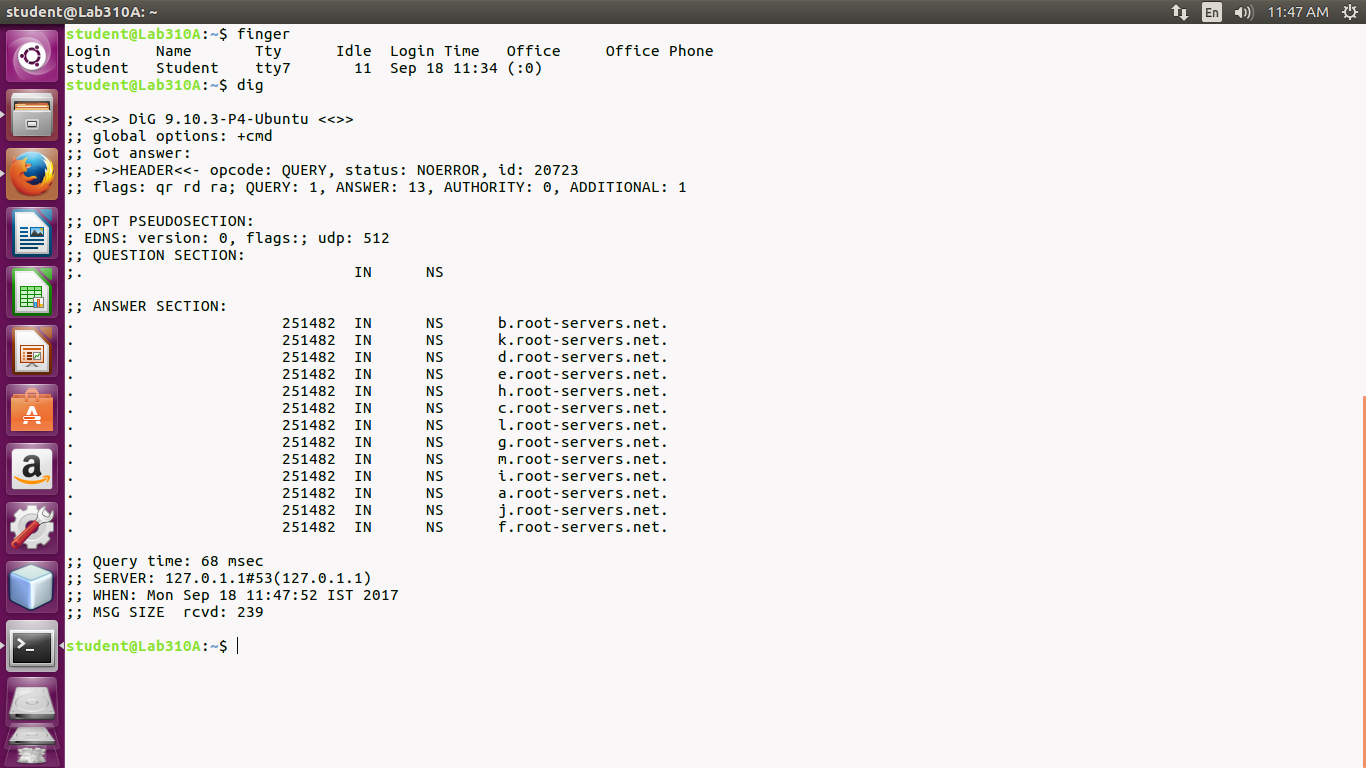 student@Lab310A: ~
En 11:47 AM
student@Lab310A:~$ finger
Login     Name       Tty      Idle  Login Time   Office     Office Phone
student   Student    tty7       11  Sep 18 11:34 (:0)
student@Lab310A:~$ dig
; <<>> DiG 9.10.3-P4-Ubuntu <<>>
;; global options: +cmd
;; Got answer:
;; ->>HEADER<<- opcode: QUERY, status: NOERROR, id: 20723
;; flags: qr rd ra; QUERY: 1, ANSWER: 13, AUTHORITY: 0, ADDITIONAL: 1
;; OPT PSEUDOSECTION:
; EDNS: version: 0, flags:; udp: 512
;; QUESTION SECTION:
;.                              IN      NS
;; ANSWER SECTION:
.                       251482  IN      NS      b.root-servers.net.
.                       251482  IN      NS      k.root-servers.net.
.                       251482  IN      NS      d.root-servers.net.
.                       251482  IN      NS      e.root-servers.net.
.                       251482  IN      NS      h.root-servers.net.
.                       251482  IN      NS      c.root-servers.net.
.                       251482  IN      NS      l.root-servers.net.
.                       251482  IN      NS      g.root-servers.net.
.                       251482  IN      NS      m.root-servers.net.
.                       251482  IN      NS      i.root-servers.net.
.                       251482  IN      NS      a.root-servers.net.
.                       251482  IN      NS      j.root-servers.net.
.                       251482  IN      NS      f.root-servers.net.
;; Query time: 68 msec
;; SERVER: 127.0.1.1#53(127.0.1.1)
;; WHEN: Mon Sep 18 11:47:52 IST 2017
;; MSG SIZE  rcvd: 239
student@Lab310A:~$